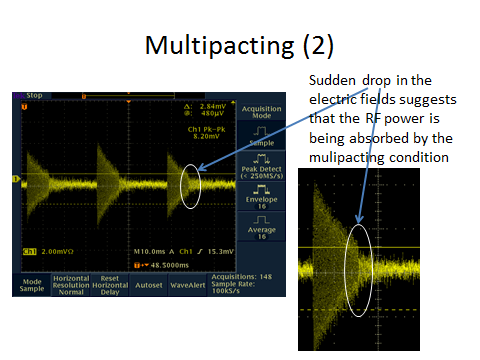 Multipacting (2)
Sudden drop in the
electric fields suggests
that the RF power is
being absorbed by the
mulipacting condition
Stop
Δ: 2.84mV
@: 480µV
Ch1 Pk-Pk
8.20mV
Acquisition
Mode
Sample
Peak Detect
(< 250MS/s)
Envelope
16
Average
16
1
Ch1 2.00mVΩ
M10.0ms A Ch1 ƒ 15.3mV
48.5000ms
Mode
Sample
Horizontal
Resolution
Normal
Reset
Horizontal
Delay
Autoset
WaveAlert
Acquisitions: 148
Sample Rate:
100kS/s